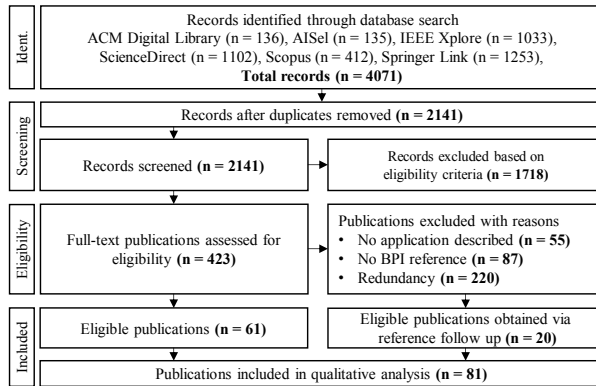 Ident.
Records identified through database search
ACM Digital Library (n = 136), AISel (n = 135), IEEE Xplore (n = 1033),
ScienceDirect (n = 1102), Scopus (n = 412), Springer Link (n = 1253),
Total records (n = 4071)
Screening
Records after duplicates removed (n = 2141)
Records screened (n = 2141)
Records excluded based on
eligibility criteria (n = 1718)
Eligibility
Full-text publications assessed for
eligibility (n = 423)
Publications excluded with reasons
• No application described (n = 55)
• No BPI reference (n = 87)
• Redundancy (n = 220)
Included
Eligible publications (n = 61)
Eligible publications obtained via
reference follow up (n = 20)
Publications included in qualitative analysis (n = 81)